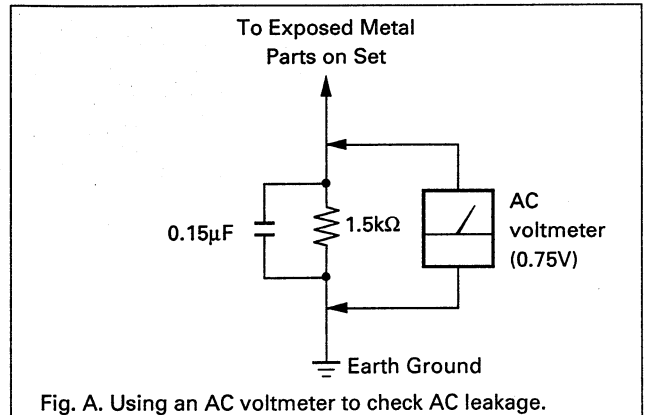 To Exposed Metal
Parts on Set
0.15μF
1.5kΩ
AC
voltmeter
(0.75V)
Earth Ground
Fig. A. Using an AC voltmeter to check AC leakage.